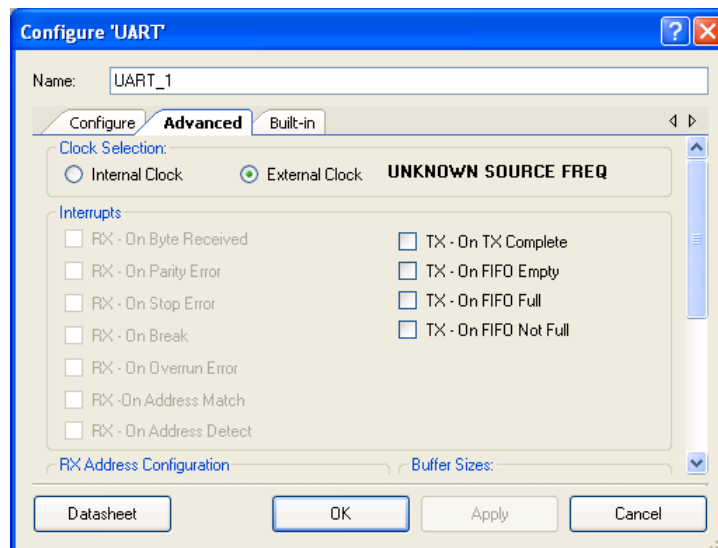 Configure 'UART'
Name: UART_1
Configure Advanced Built-in
Clock Selection:
Internal Clock External Clock UNKNOWN SOURCE FREQ
Interrupts
RX - On Byte Received TX - On TX Complete
RX - On Parity Error TX - On FIFO Empty
RX - On Stop Error TX - On FIFO Full
RX - On Break TX - On FIFO Not Full
RX - On Overrun Error
RX -On Address Match
RX - On Address Detect
RX Address Configuration Buffer Sizes:
Datasheet OK Apply Cancel